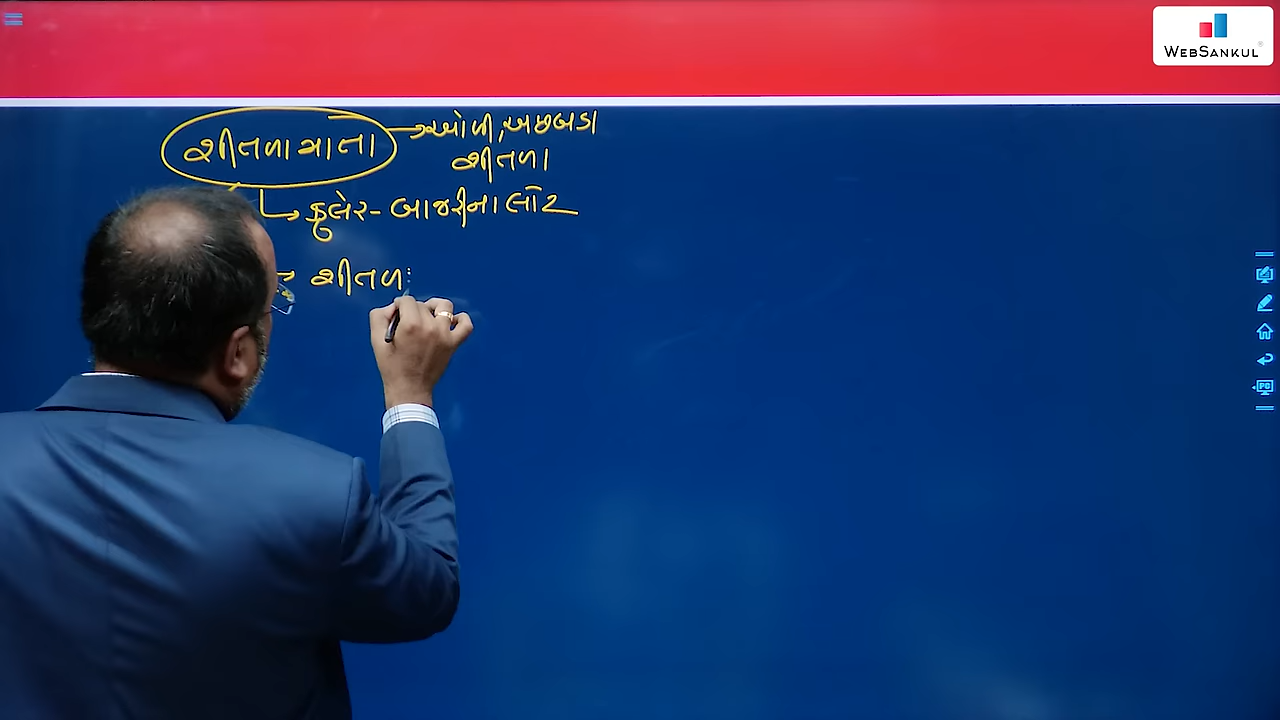 WEBSANKUL
શીતળા માતા → ઓળી, અછબડા
શીતળા
→ કૂલેર - બાજરીના લોટ
શીતળ